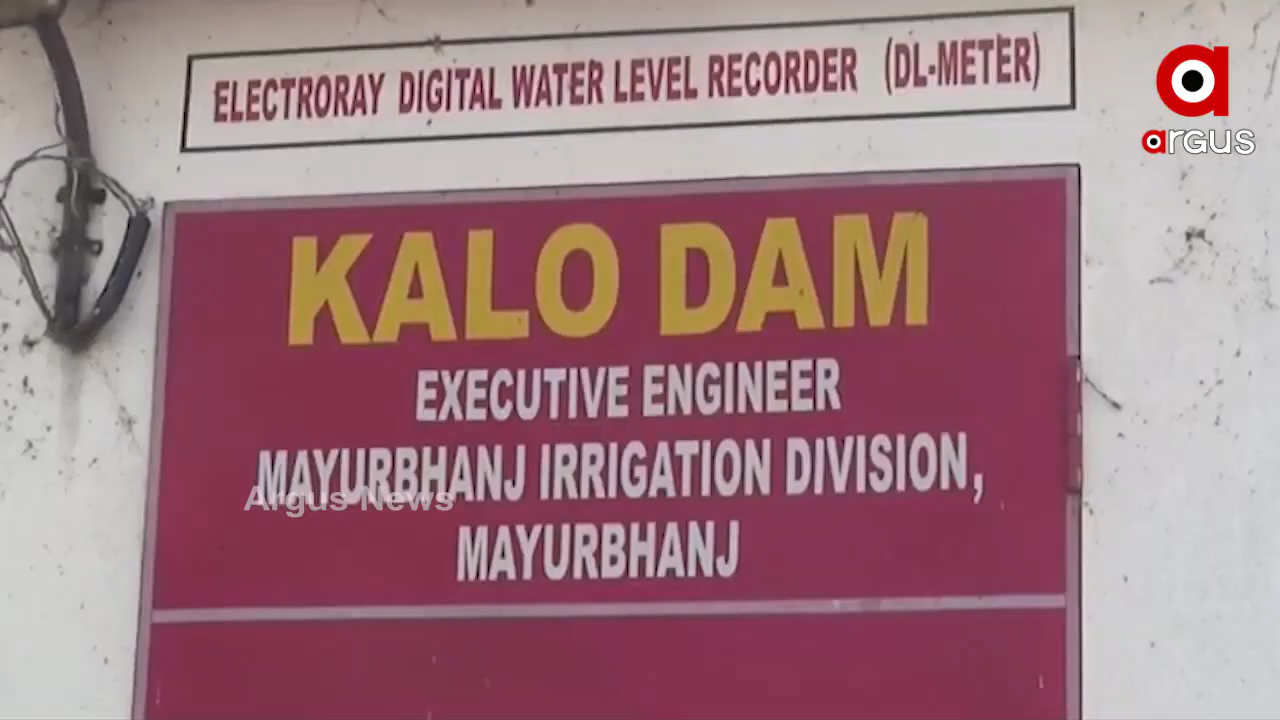 ELECTRORAY DIGITAL WATER LEVEL RECORDER (DL-METER)
argus
KALO DAM
EXECUTIVE ENGINEER
MAYURBHANJ IRRIGATION DIVISION,
Argus News
MAYURBHANJ